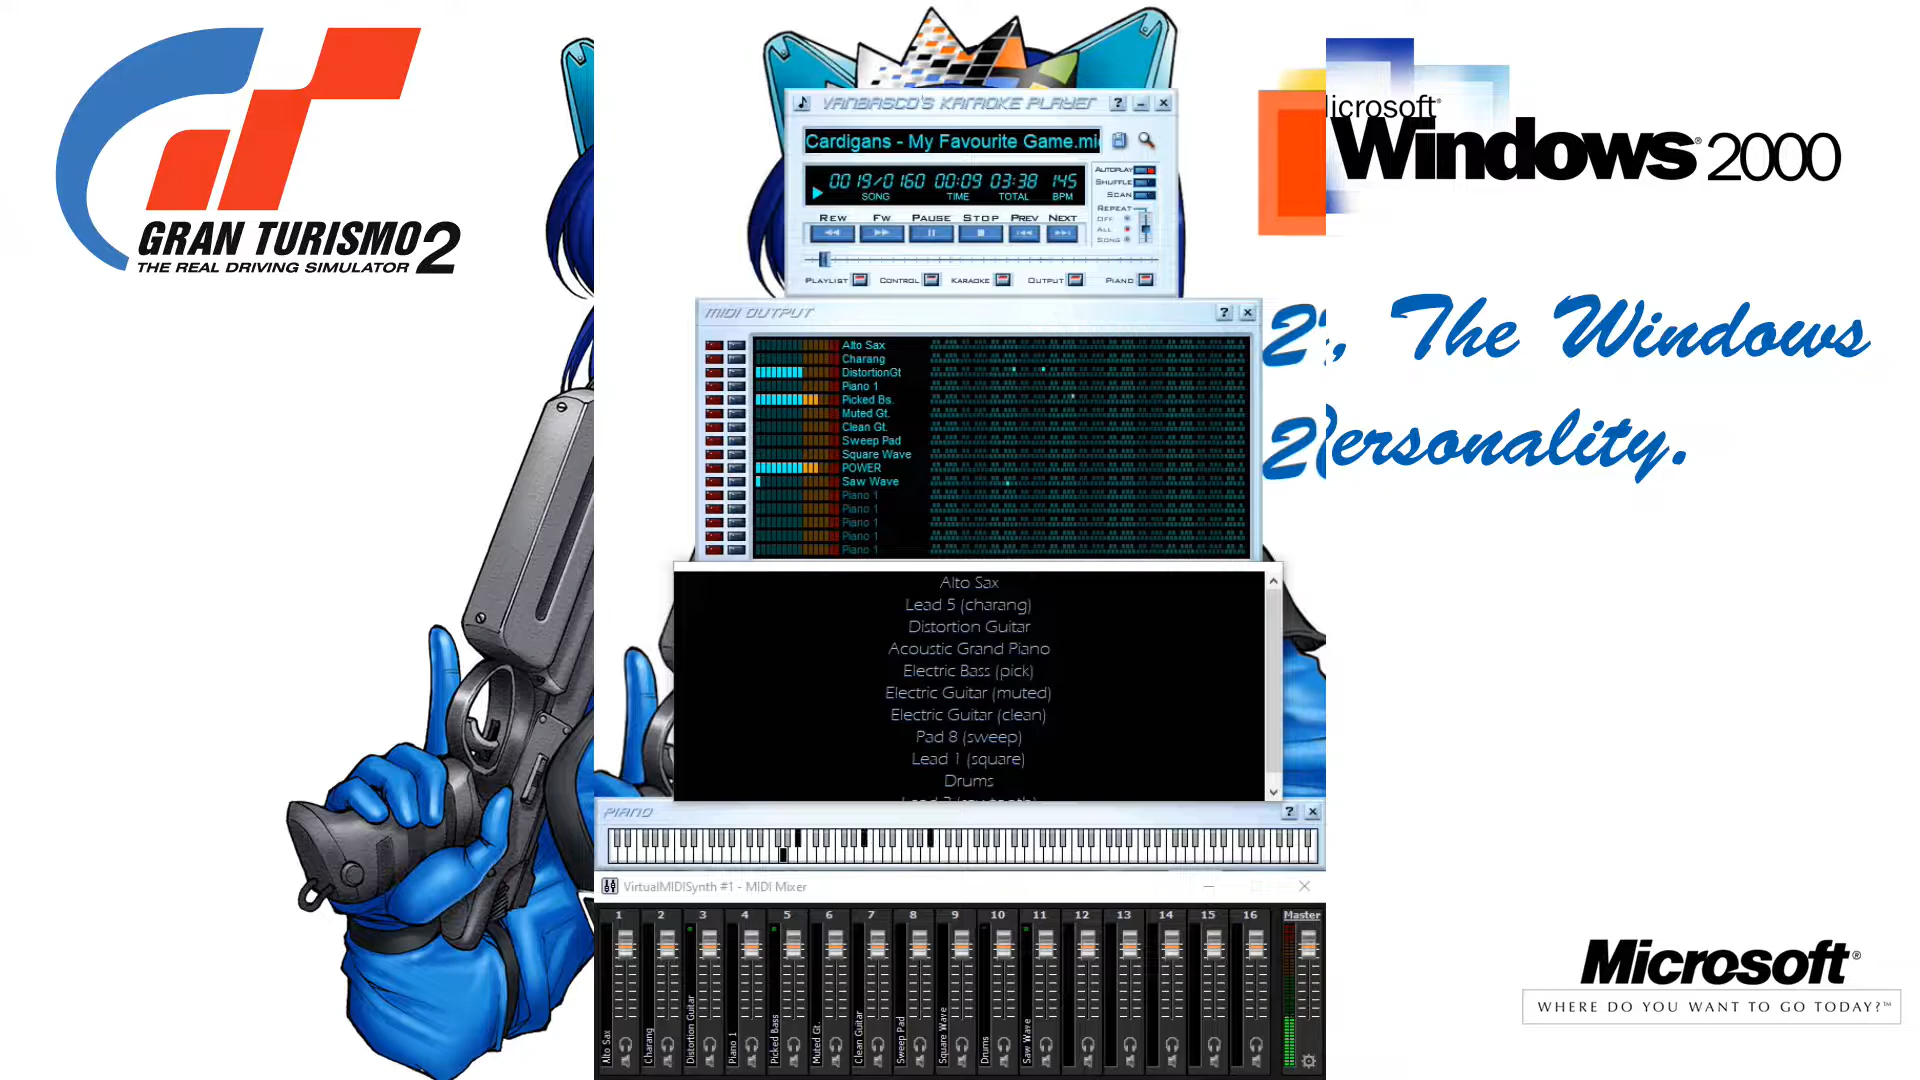 GRAN TURISMO 2
THE REAL DRIVING SIMULATOR
VANBASCO'S KARAOKE PLAYER
Cardigans - My Favourite Game.mi
0019/0160 00:09 03:38 145
SONG TIME TOTAL BPM
AUTOPLAY
SHUFFLE
SCAN
REPEAT
OFF
ALL
SONG
REW FW PAUSE STOP PREV NEXT
PLAYLIST CONTROL KARAOKE OUTPUT PIANO
icrosoft®
Windows® 2000
2, The Windows
2 ersonality.
MIDI OUTPUT
Alto Sax
Charang
DistortionGt
Piano 1
Picked Bs.
Muted Gt.
Clean Gt.
Sweep Pad
Square Wave
POWER
Saw Wave
Piano 1
Piano 1
Piano 1
Piano 1
Piano 1
Alto Sax
Lead 5 (charang)
Distortion Guitar
Acoustic Grand Piano
Electric Bass (pick)
Electric Guitar (muted)
Electric Guitar (clean)
Pad 8 (sweep)
Lead 1 (square)
Drums
PIANO
VirtualMIDISynth #1 - MIDI Mixer
1 2 3 4 5 6 7 8 9 10 11 12 13 14 15 16 Master
Alto Sax
Charang
Distortion Guitar
Piano 1
Picked Bass
Muted Gt.
Clean Guitar
Sweep Pad
Square Wave
Drums
Saw Wave
Microsoft®
WHERE DO YOU WANT TO GO TODAY?™